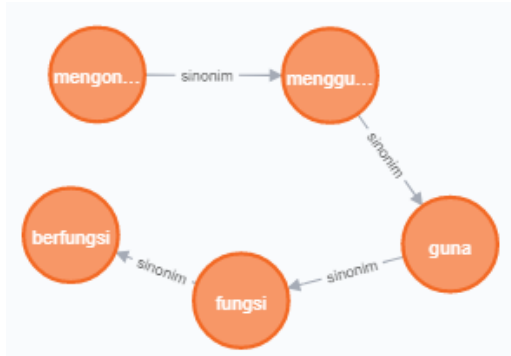 mengon...
sinonim
menggu...
sinonim
guna
sinonim
fungsi
sinonim
berfungsi